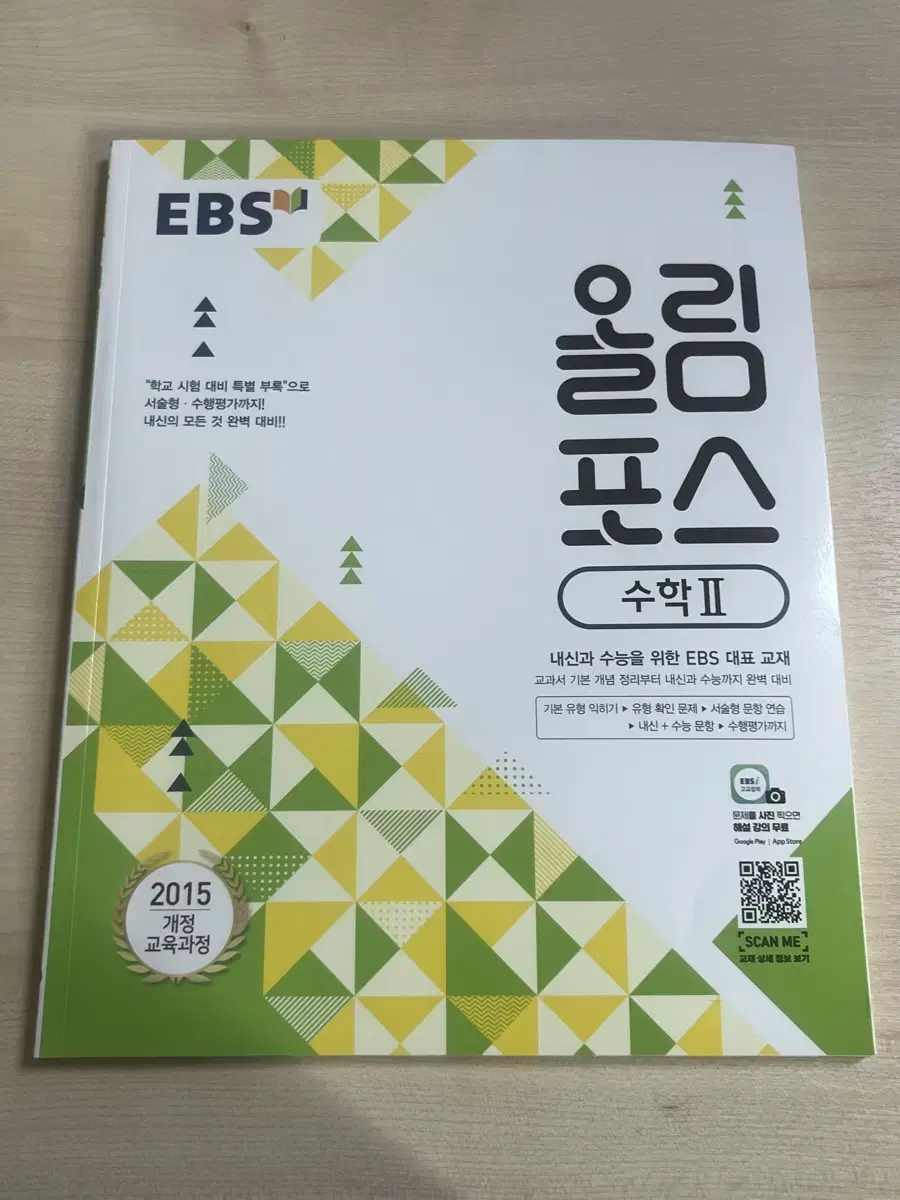 EBS
"학교 시험 대비 특별 부록"으로
서술형 · 수행평가까지!
내신의 모든 것 완벽 대비!!
올림
포스
수학 Ⅱ
내신과 수능을 위한 EBS 대표 교재
교과서 기본 개념 정리부터 내신과 수능까지 완벽 대비
기본 유형 익히기 ▶ 유형 확인 문제 ▶ 서술형 문항 연습
▶ 내신 + 수능 문항 ▶ 수행평가까지
EBSi
고교강의
문제를 사진 찍으면
해설 강의 무료
Google Play | App Store
SCAN ME
교재 상세 정보 보기
2015
개정
교육과정